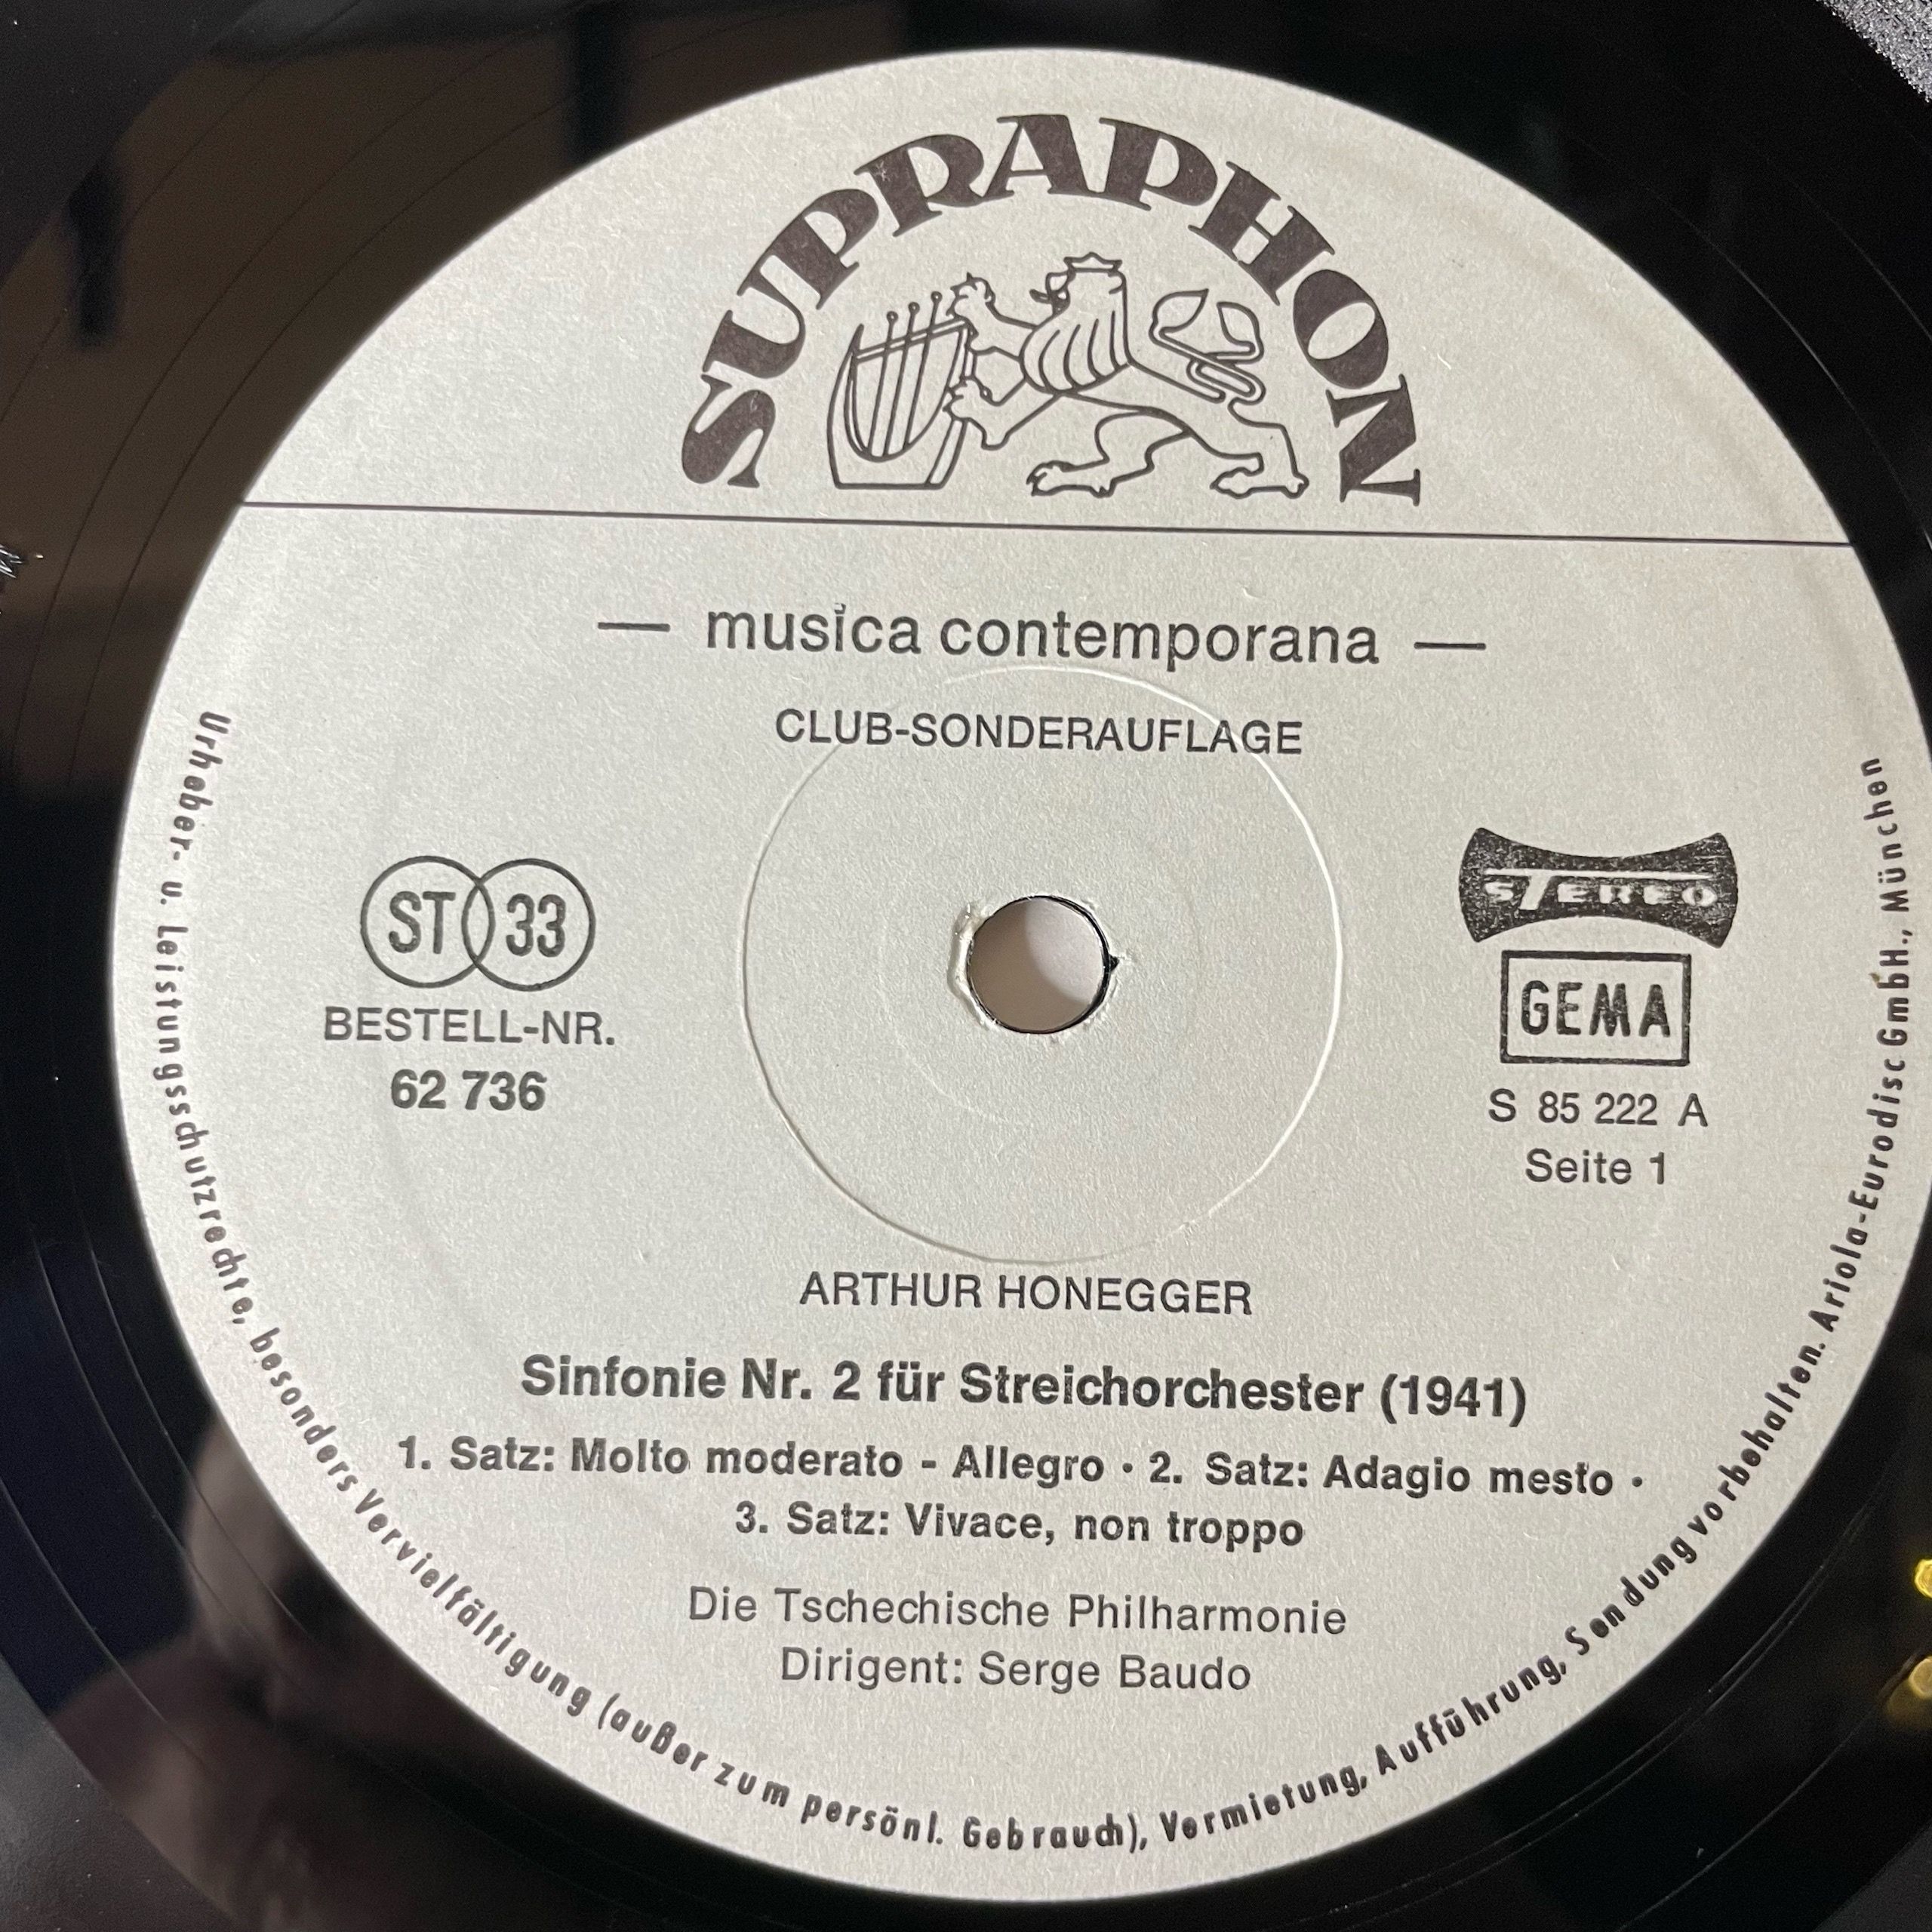 SUPRAPHON
— musica contemporana —
CLUB-SONDERAUFLAGE
ST 33
BESTELL-NR.
62 736
STEREO
GEMA
S 85 222 A
Seite 1
ARTHUR HONEGGER
Sinfonie Nr. 2 für Streichorchester (1941)
1. Satz: Molto moderato - Allegro · 2. Satz: Adagio mesto ·
3. Satz: Vivace, non troppo
Die Tschechische Philharmonie
Dirigent: Serge Baudo
Urheber- u. Leistungsschutzrechte, besonders Vervielfältigung (außer zum persönl. Gebrauch), Vermietung, Aufführung, Sendung vorbehalten. Ariola-Eurodisc GmbH., München